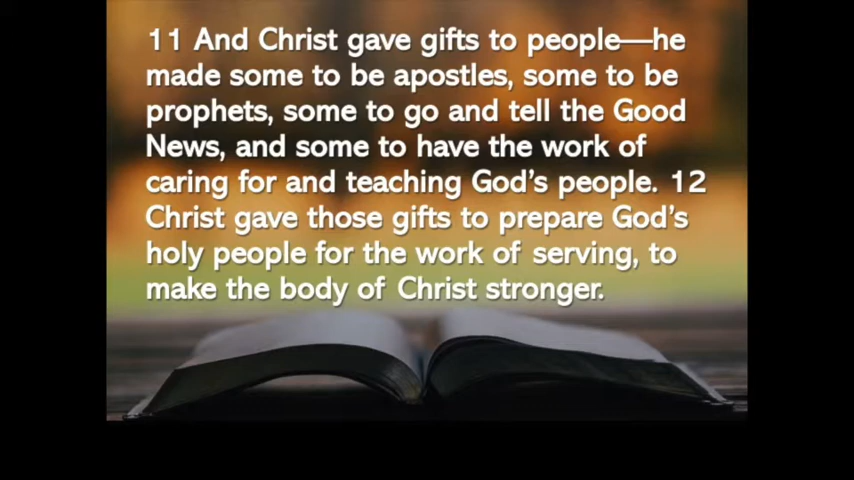 11 And Christ gave gifts to people—he
made some to be apostles, some to be
prophets, some to go and tell the Good
News, and some to have the work of
caring for and teaching God’s people. 12
Christ gave those gifts to prepare God’s
holy people for the work of serving, to
make the body of Christ stronger.